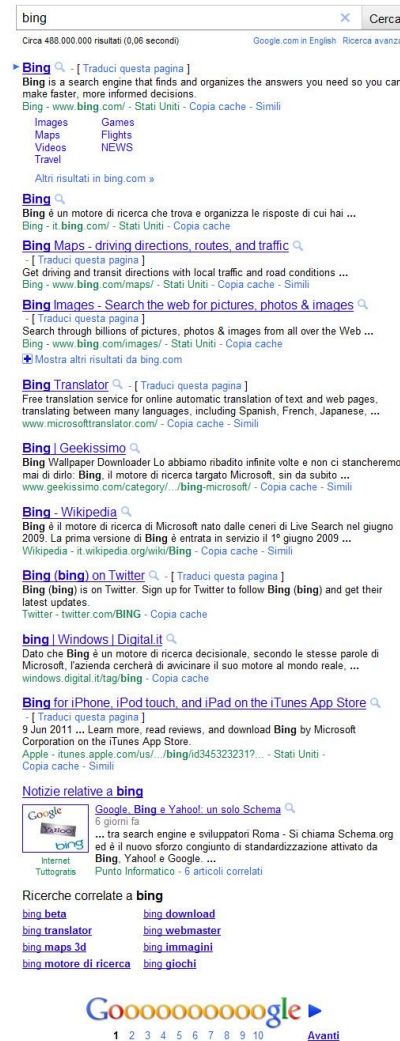 bing
Cerca
Circa 488.000.000 risultati (0,06 secondi)
Google.com in English Ricerca avanza
Bing - [ Traduci questa pagina ]
Bing is a search engine that finds and organizes the answers you need so you can
make faster, more informed decisions.
Bing - www.bing.com/ - Stati Uniti - Copia cache - Simili
Images Games
Maps Flights
Videos NEWS
Travel
Altri risultati in bing.com »
Bing
Bing è un motore di ricerca che trova e organizza le risposte di cui hai ...
Bing - it.bing.com/ - Stati Uniti - Copia cache
Bing Maps - driving directions, routes, and traffic
- [ Traduci questa pagina ]
Get driving and transit directions with local traffic and road conditions ...
Bing - www.bing.com/maps/ - Stati Uniti - Copia cache - Simili
Bing Images - Search the web for pictures, photos & images
- [ Traduci questa pagina ]
Search through billions of pictures, photos & images from all over the Web ...
Bing - www.bing.com/images/ - Stati Uniti - Copia cache
Mostra altri risultati da bing.com
Bing Translator - [ Traduci questa pagina ]
Free translation service for online automatic translation of text and web pages,
translating between many languages, including Spanish, French, Japanese, ...
www.microsofttranslator.com/ - Copia cache - Simili
Bing | Geekissimo
Bing Wallpaper Downloader Lo abbiamo ribadito infinite volte e non ci stancheremo
mai di dirlo: Bing, il motore di ricerca targato Microsoft, sin da subito ...
www.geekissimo.com/category/.../bing-microsoft/ - Copia cache - Simili
Bing - Wikipedia
Bing è il motore di ricerca di Microsoft nato dalle ceneri di Live Search nel giugno
2009. La prima versione di Bing è entrata in servizio il 1º giugno 2009 ...
Wikipedia - it.wikipedia.org/wiki/Bing - Copia cache - Simili
Bing (bing) on Twitter - [ Traduci questa pagina ]
Bing (bing) is on Twitter. Sign up for Twitter to follow Bing (bing) and get their
latest updates.
Twitter - twitter.com/BING - Copia cache
bing | Windows | Digital.it
Dato che Bing è un motore di ricerca decisionale, secondo le stesse parole di
Microsoft, l'azienda cercherà di avicinare il suo motore al mondo reale, ...
windows.digital.it/tag/bing - Copia cache
Bing for iPhone, iPod touch, and iPad on the iTunes App Store
- [ Traduci questa pagina ]
9 Jun 2011 ... Learn more, read reviews, and download Bing by Microsoft
Corporation on the iTunes App Store.
Apple - itunes.apple.com/us/.../bing/id345323231?... - Stati Uniti -
Copia cache - Simili
Notizie relative a bing
Google, Bing e Yahoo!: un solo Schema
6 giorni fa
... tra search engine e sviluppatori Roma - Si chiama Schema.org
ed è il nuovo sforzo congiunto di standardizzazione attivato da
Bing, Yahoo! e Google. ...
Punto Informatico - 6 articoli correlati
Google
YAHOO!
bing
Internet
Tuttogratis
Ricerche correlate a bing
bing beta bing download
bing translator bing webmaster
bing maps 3d bing immagini
bing motore di ricerca bing giochi
Goooooooooogle
1 2 3 4 5 6 7 8 9 10 Avanti